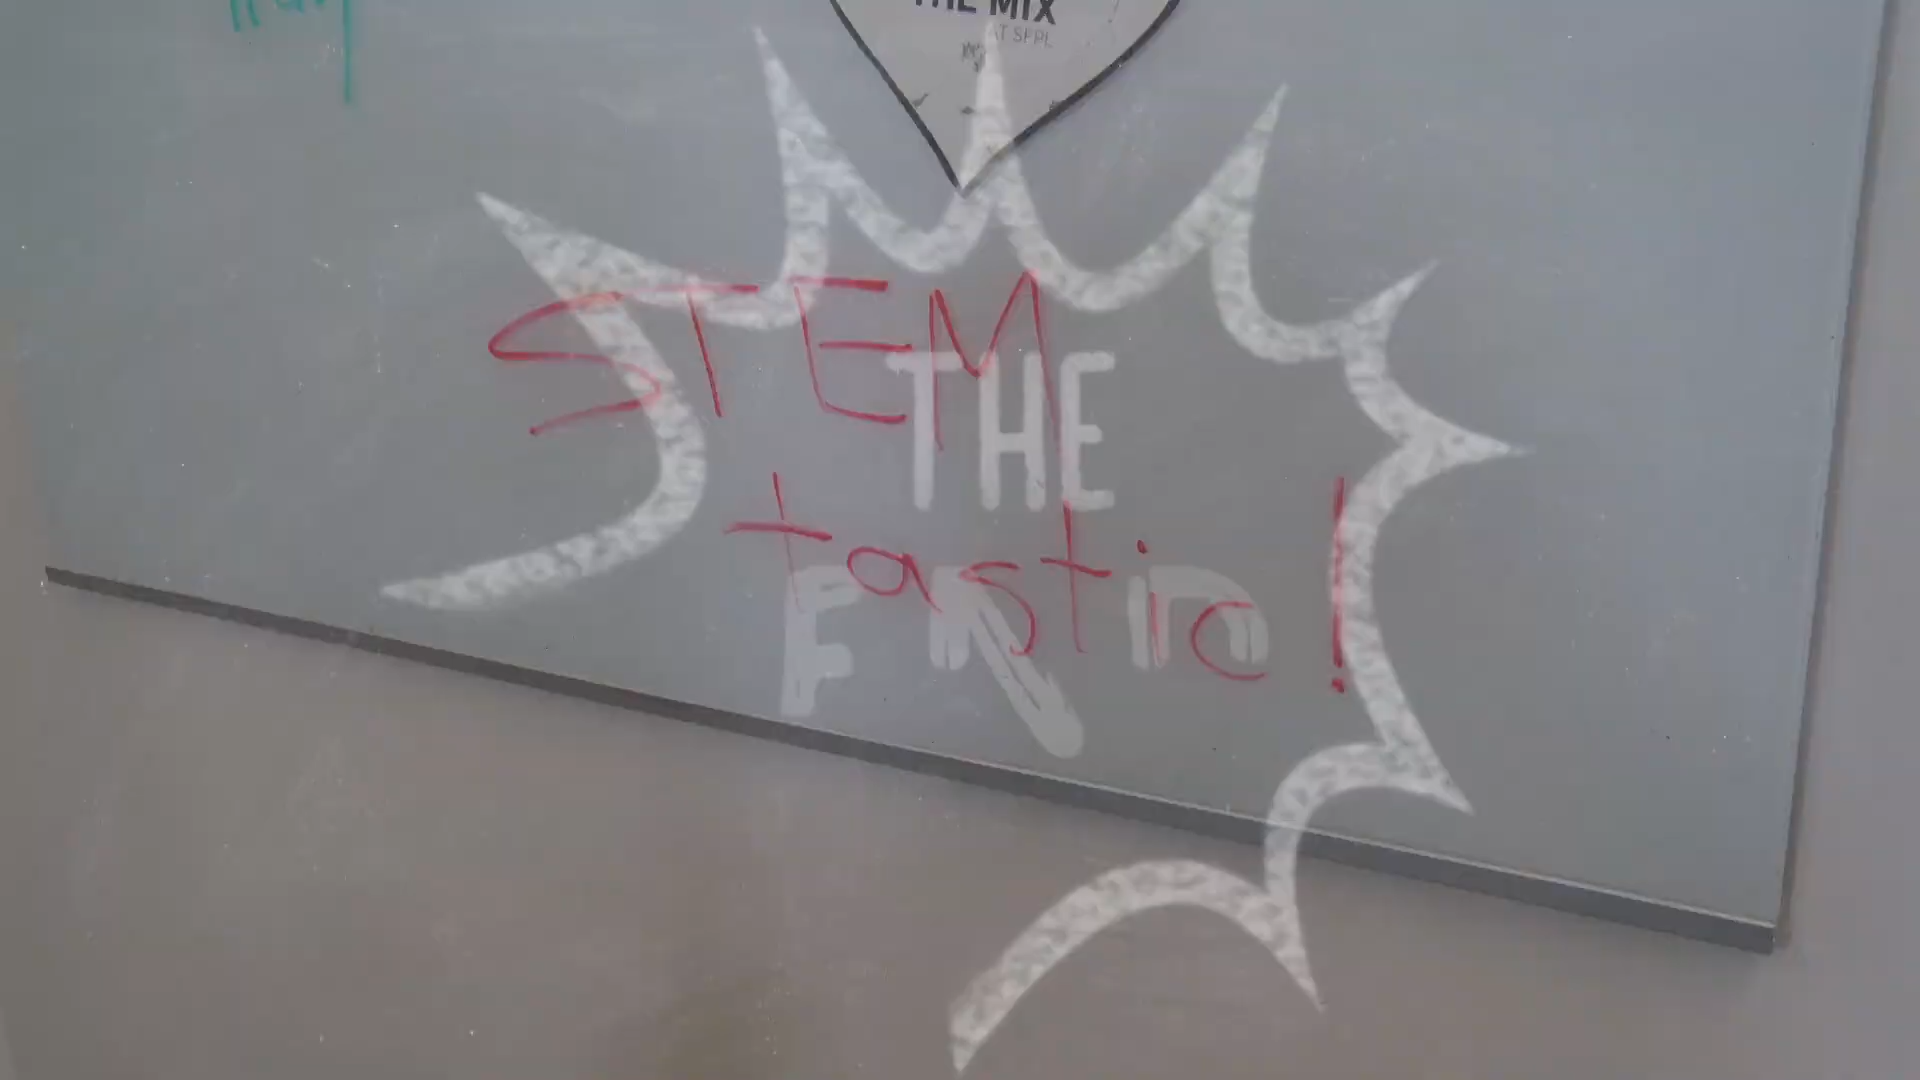 THE MIX
AT SFPL
STEM
tastic!
THE